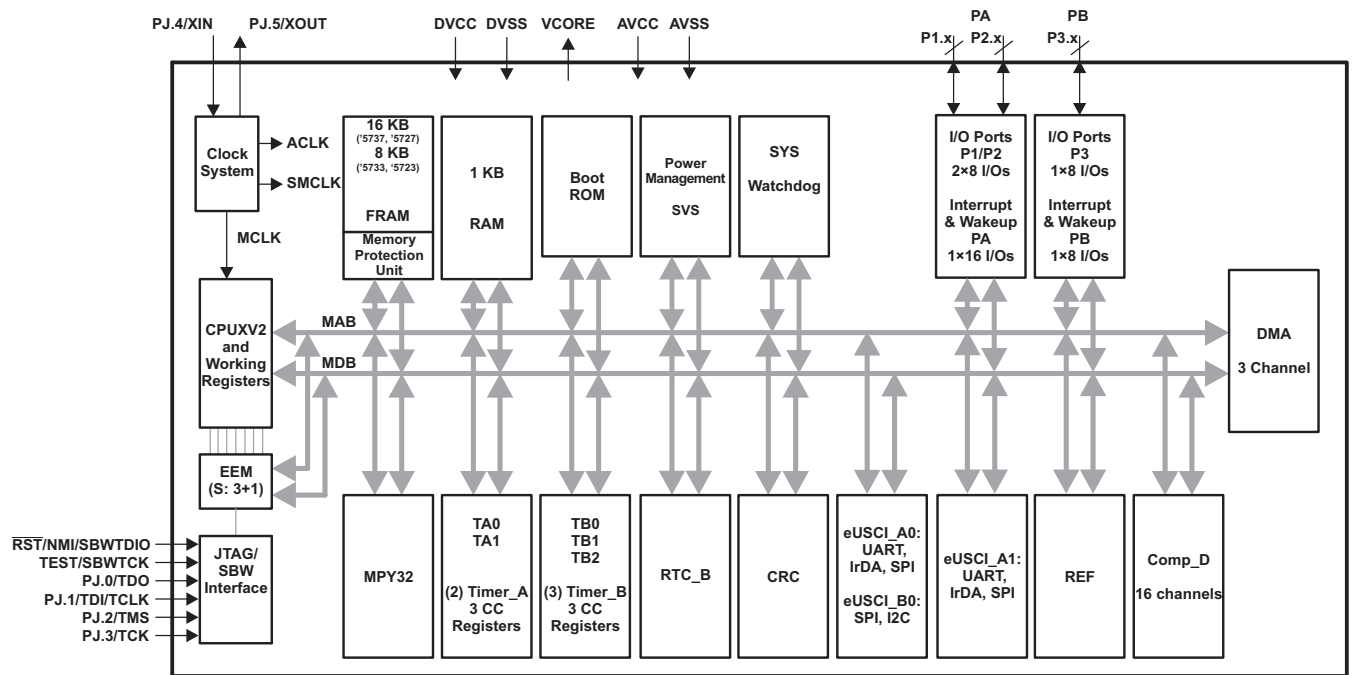 PJ.4/XIN
PJ.5/XOUT
DVCC
DVSS
VCORE
AVCC
AVSS
PA
P1.x
P2.x
PB
P3.x
Clock
System
ACLK
SMCLK
MCLK
16 KB
('5737, '5727)
8 KB
('5733, '5723)
FRAM
Memory
Protection
Unit
1 KB
RAM
Boot
ROM
Power
Management
SVS
SYS
Watchdog
I/O Ports
P1/P2
2×8 I/Os
Interrupt
& Wakeup
PA
1×16 I/Os
I/O Ports
P3
1×8 I/Os
Interrupt
& Wakeup
PB
1×8 I/Os
CPUXV2
and
Working
Registers
MAB
MDB
DMA
3 Channel
EEM
(S: 3+1)
RST/NMI/SBWTDIO
TEST/SBWTCK
PJ.0/TDO
PJ.1/TDI/TCLK
PJ.2/TMS
PJ.3/TCK
JTAG/
SBW
Interface
MPY32
TA0
TA1
(2) Timer_A
3 CC
Registers
TB0
TB1
TB2
(3) Timer_B
3 CC
Registers
RTC_B
CRC
eUSCI_A0:
UART,
IrDA, SPI
eUSCI_B0:
SPI, I2C
eUSCI_A1:
UART,
IrDA, SPI
REF
Comp_D
16 channels